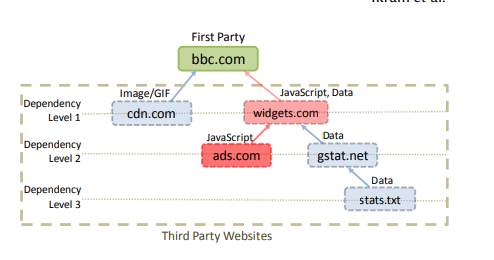 Ikram et al.
First Party
bbc.com
Image/GIF
JavaScript, Data
Dependency
Level 1
cdn.com
widgets.com
JavaScript
Data
Dependency
Level 2
ads.com
gstat.net
Data
Dependency
Level 3
stats.txt
Third Party Websites